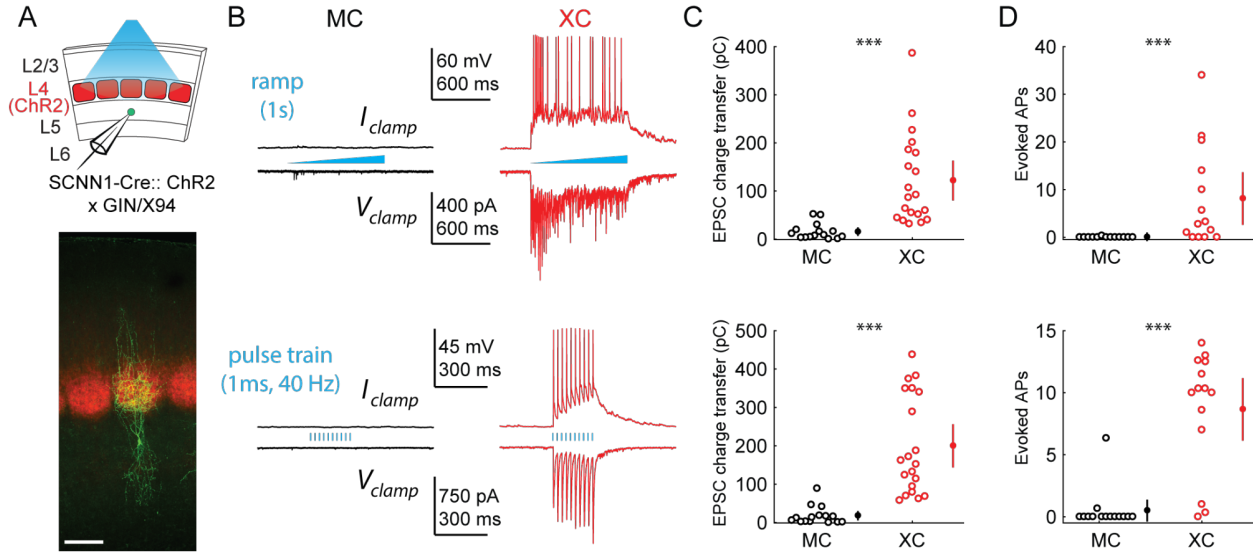 A
L2/3
L4
(ChR2)
L5
L6
SCNN1-Cre:: ChR2
x GIN/X94
B
MC
XC
ramp
(1s)
60 mV
600 ms
I clamp
V clamp
400 pA
600 ms
pulse train
(1ms, 40 Hz)
45 mV
300 ms
I clamp
V clamp
750 pA
300 ms
C
EPSC charge transfer (pC)
400
300
200
100
0
***
MC
XC
EPSC charge transfer (pC)
500
400
300
200
100
0
***
MC
XC
D
Evoked APs
40
30
20
10
0
***
MC
XC
Evoked APs
15
10
5
0
***
MC
XC